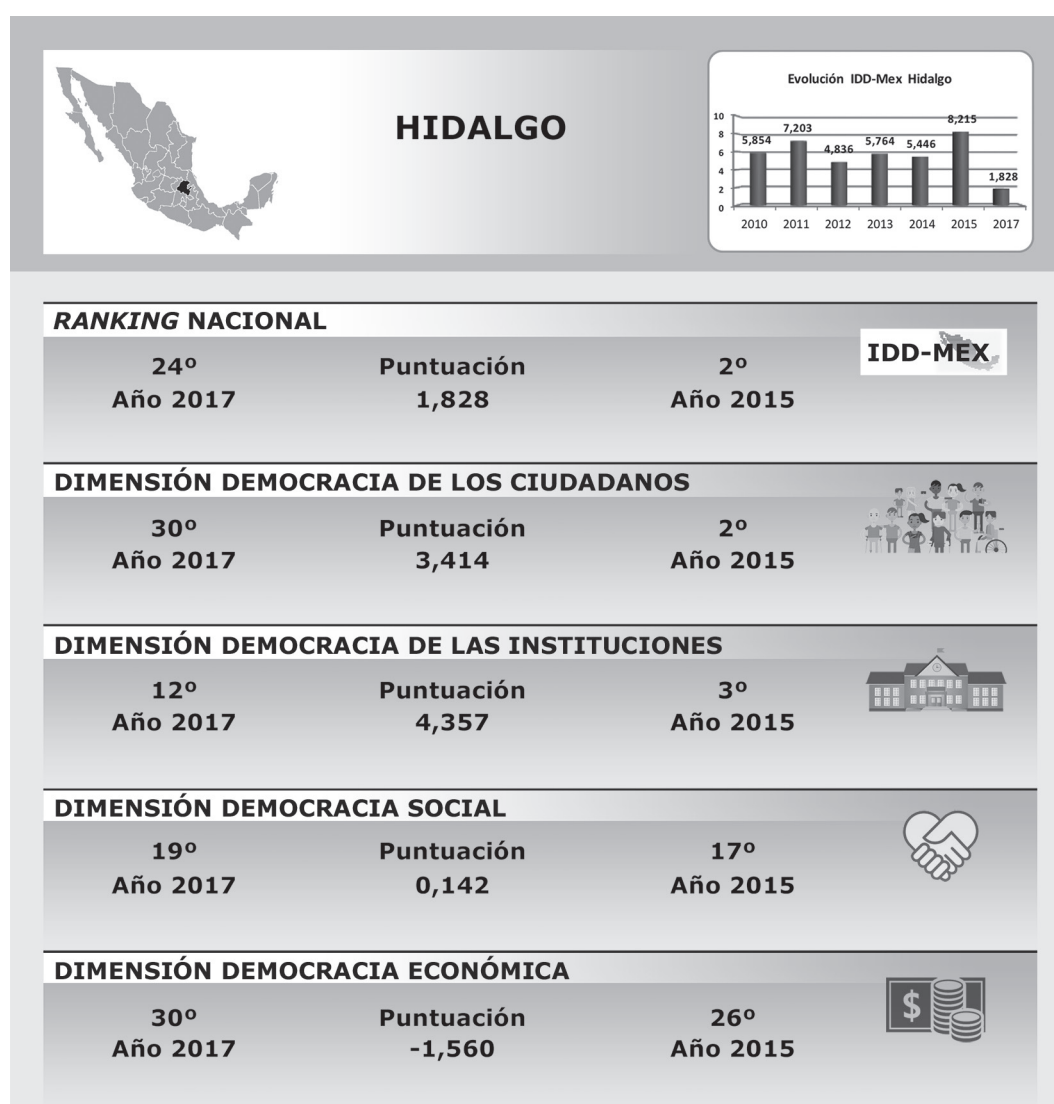 HIDALGO
Evolución IDD-Mex Hidalgo
10
8
6
4
2
0
5,854
7,203
4,836
5,764
5,446
8,215
1,828
2010 2011 2012 2013 2014 2015 2017
RANKING NACIONAL
IDD-MEX
24º Puntuación 2º
Año 2017 1,828 Año 2015
DIMENSIÓN DEMOCRACIA DE LOS CIUDADANOS
30º Puntuación 2º
Año 2017 3,414 Año 2015
DIMENSIÓN DEMOCRACIA DE LAS INSTITUCIONES
12º Puntuación 3º
Año 2017 4,357 Año 2015
DIMENSIÓN DEMOCRACIA SOCIAL
19º Puntuación 17º
Año 2017 0,142 Año 2015
DIMENSIÓN DEMOCRACIA ECONÓMICA
$
30º Puntuación 26º
Año 2017 -1,560 Año 2015